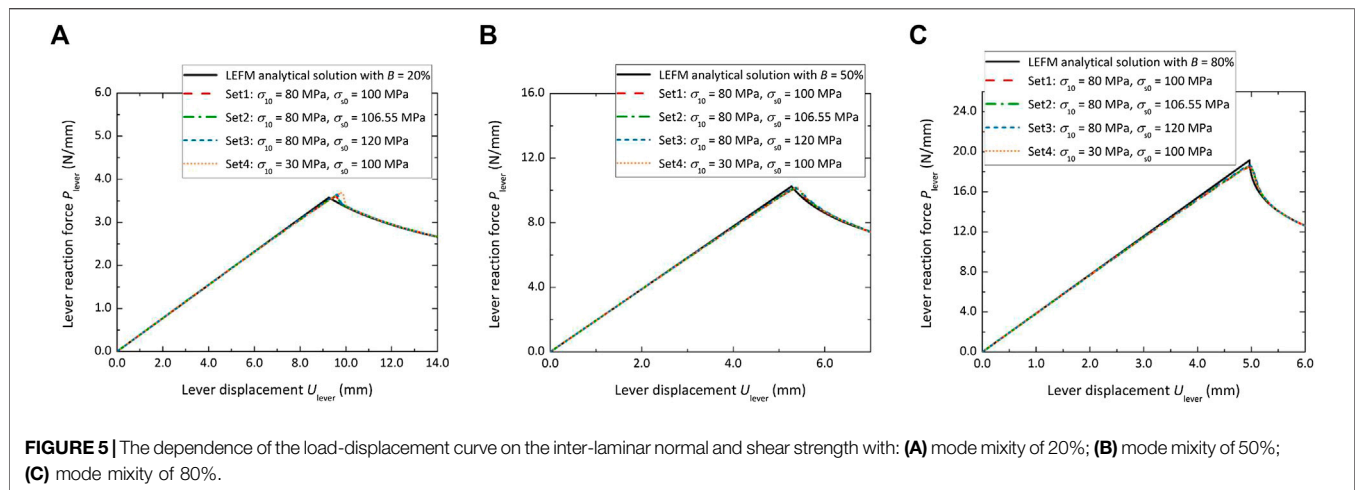 A
LEFM analytical solution with B = 20%
Set1: σ10 = 80 MPa, σs0 = 100 MPa
Set2: σ10 = 80 MPa, σs0 = 106.55 MPa
Set3: σ10 = 80 MPa, σs0 = 120 MPa
Set4: σ10 = 30 MPa, σs0 = 100 MPa
Lever reaction force Plever (N/mm)
6.0
5.0
4.0
3.0
2.0
1.0
0.0
0.0 2.0 4.0 6.0 8.0 10.0 12.0 14.0
Lever displacement Ulever (mm)
B
LEFM analytical solution with B = 50%
Set1: σ10 = 80 MPa, σs0 = 100 MPa
Set2: σ10 = 80 MPa, σs0 = 106.55 MPa
Set3: σ10 = 80 MPa, σs0 = 120 MPa
Set4: σ10 = 30 MPa, σs0 = 100 MPa
Lever reaction force Plever (N/mm)
16.0
12.0
8.0
4.0
0.0
0.0 2.0 4.0 6.0
Lever displacement Ulever (mm)
C
LEFM analytical solution with B = 80%
Set1: σ10 = 80 MPa, σs0 = 100 MPa
Set2: σ10 = 80 MPa, σs0 = 106.55 MPa
Set3: σ10 = 80 MPa, σs0 = 120 MPa
Set4: σ10 = 30 MPa, σs0 = 100 MPa
Lever reaction force Plever (N/mm)
24.0
20.0
16.0
12.0
8.0
4.0
0.0
0.0 1.0 2.0 3.0 4.0 5.0 6.0
Lever displacement Ulever (mm)
FIGURE 5 | The dependence of the load-displacement curve on the inter-laminar normal and shear strength with: (A) mode mixity of 20%; (B) mode mixity of 50%;
(C) mode mixity of 80%.